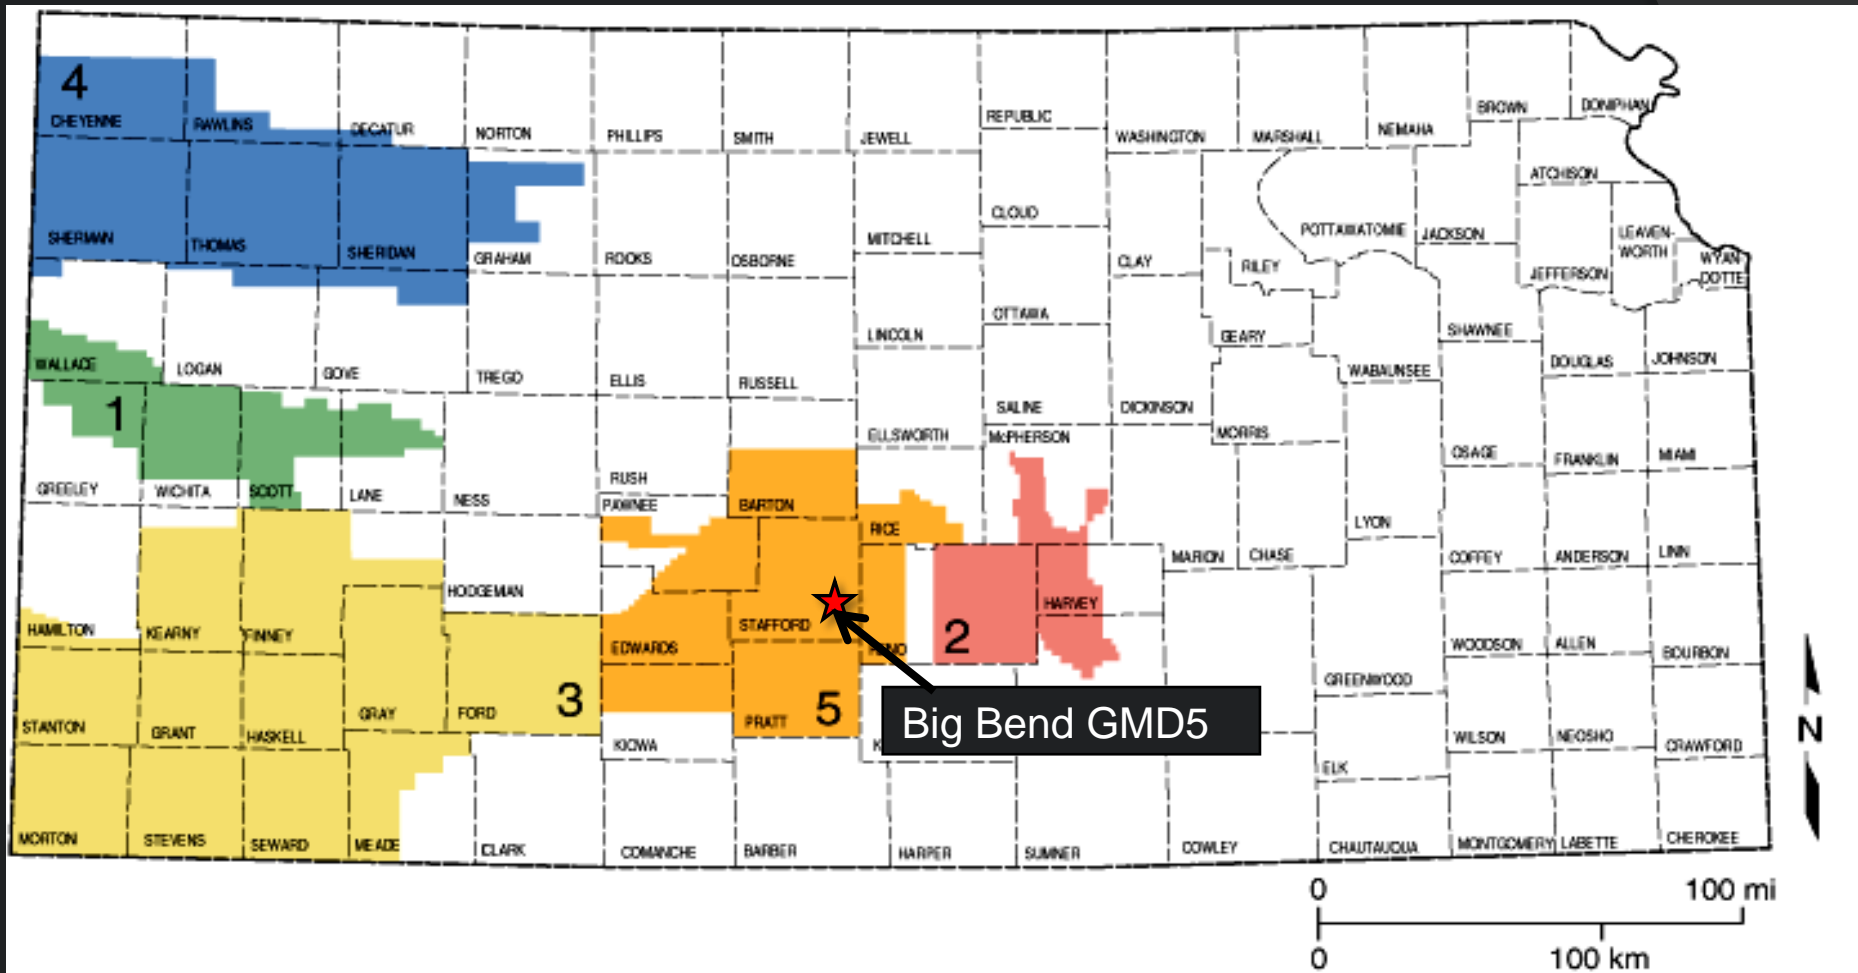 4
CHEYENNE
RAWLINS
DECATUR
NORTON
PHILLIPS
SMITH
JEWELL
REPUBLIC
WASHINGTON
MARSHALL
NEMAHA
BROWN
DONIPHAN
ATCHISON
SHERMAN
THOMAS
SHERIDAN
GRAHAM
ROOKS
OSBORNE
MITCHELL
CLOUD
CLAY
RILEY
POTTAWATOMIE
JACKSON
JEFFERSON
LEAVEN-
WORTH
WYAN
DOTTE
WALLACE
LOGAN
GOVE
TREGO
ELLIS
RUSSELL
LINCOLN
OTTAWA
SALINE
DICKINSON
GEARY
MORRIS
WABAUNSEE
SHAWNEE
DOUGLAS
JOHNSON
1
GREELEY
WICHITA
SCOTT
LANE
NESS
RUSH
PAWNEE
BARTON
ELLSWORTH
RICE
McPHERSON
MARION
CHASE
LYON
OSAGE
FRANKLIN
MIAMI
COFFEY
ANDERSON
LINN
HAMILTON
KEARNY
FINNEY
HODGEMAN
EDWARDS
STAFFORD
2
HARVEY
GREENWOOD
WOODSON
ALLEN
BOURBON
STANTON
GRANT
HASKELL
GRAY
FORD
3
KIOWA
PRATT
5
Big Bend GMD5
ELK
WILSON
NEOSHO
CRAWFORD
N
MORTON
STEVENS
SEWARD
MEADE
CLARK
COMANCHE
BARBER
HARPER
SUMNER
COWLEY
CHAUTAUQUA
MONTGOMERY
LABETTE
CHEROKEE
0
100 mi
0
100 km